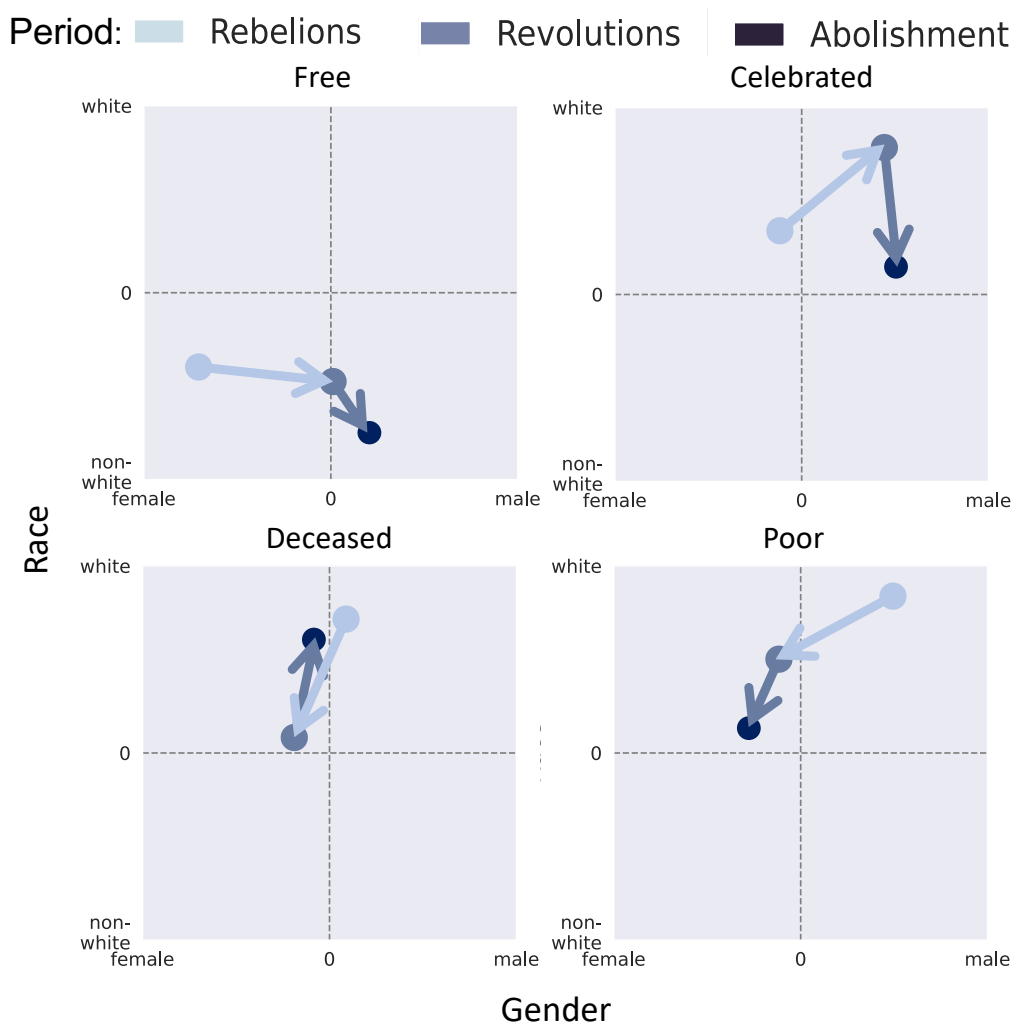 Period: Rebelions Revolutions Abolishment
Free
Celebrated
white
0
non-
white
female 0 male
white
0
non-
white
0 male
Race
Deceased
Poor
white
0
non-
white
female 0 male
white
0
non-
white
female 0 male
Gender